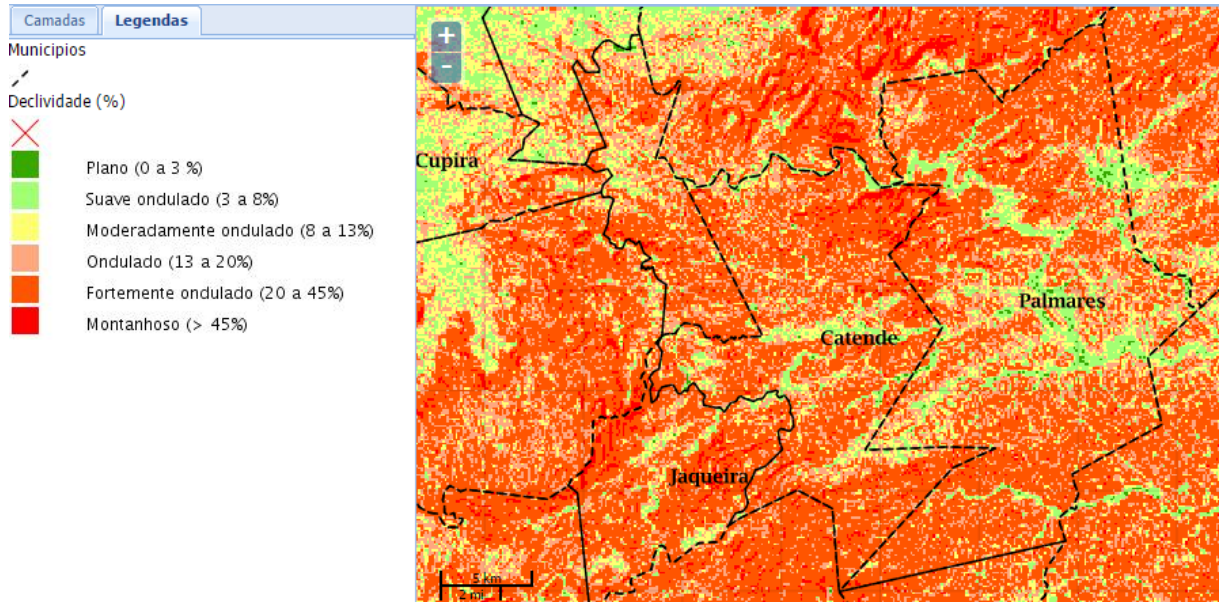 Camadas
Legendas
Municipios
Declividade (%)
Plano (0 a 3 %)
Suave ondulado (3 a 8%)
Moderadamente ondulado (8 a 13%)
Ondulado (13 a 20%)
Fortemente ondulado (20 a 45%)
Montanhoso (> 45%)
+
-
Cupira
Palmares
Catende
Jaqueira
5 km
2 mi